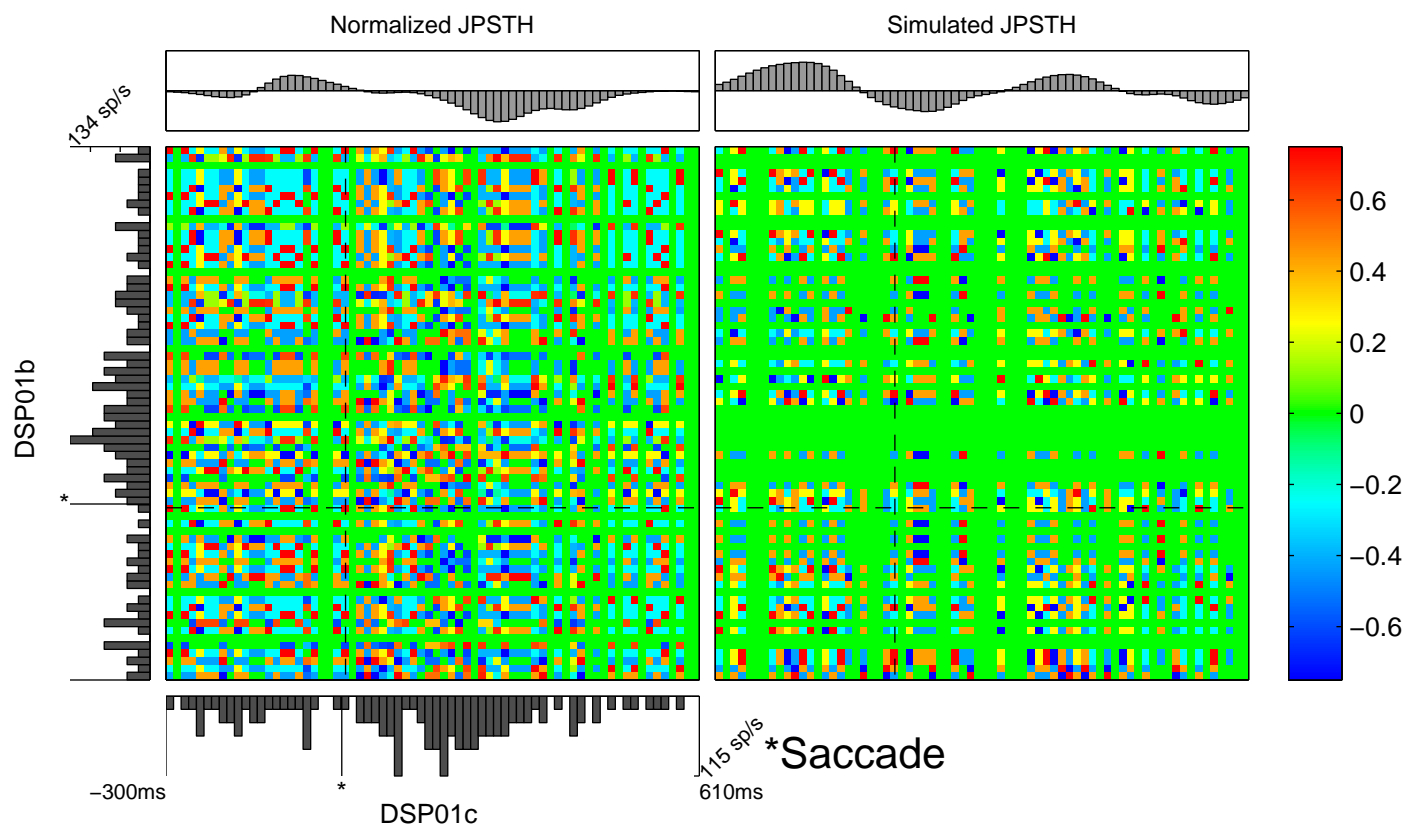 Normalized JPSTH
Simulated JPSTH
134 sp/s
DSP01b
*
0.6
0.4
0.2
0
−0.2
−0.4
−0.6
115 sp/s
*Saccade
−300ms
*
610ms
DSP01c